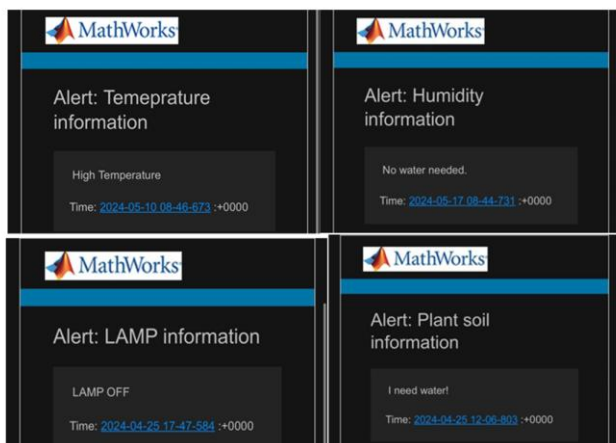 MathWorks
Alert: Temeprature
information
High Temperature
Time: 2024-05-10 08-46-673 :+0000
MathWorks
Alert: Humidity
information
No water needed.
Time: 2024-05-17 08-44-731 :+0000
MathWorks
Alert: LAMP information
LAMP OFF
Time: 2024-04-25 17-47-584 :+0000
MathWorks
Alert: Plant soil
information
I need water!
Time: 2024-04-25 12-06-803 :+0000